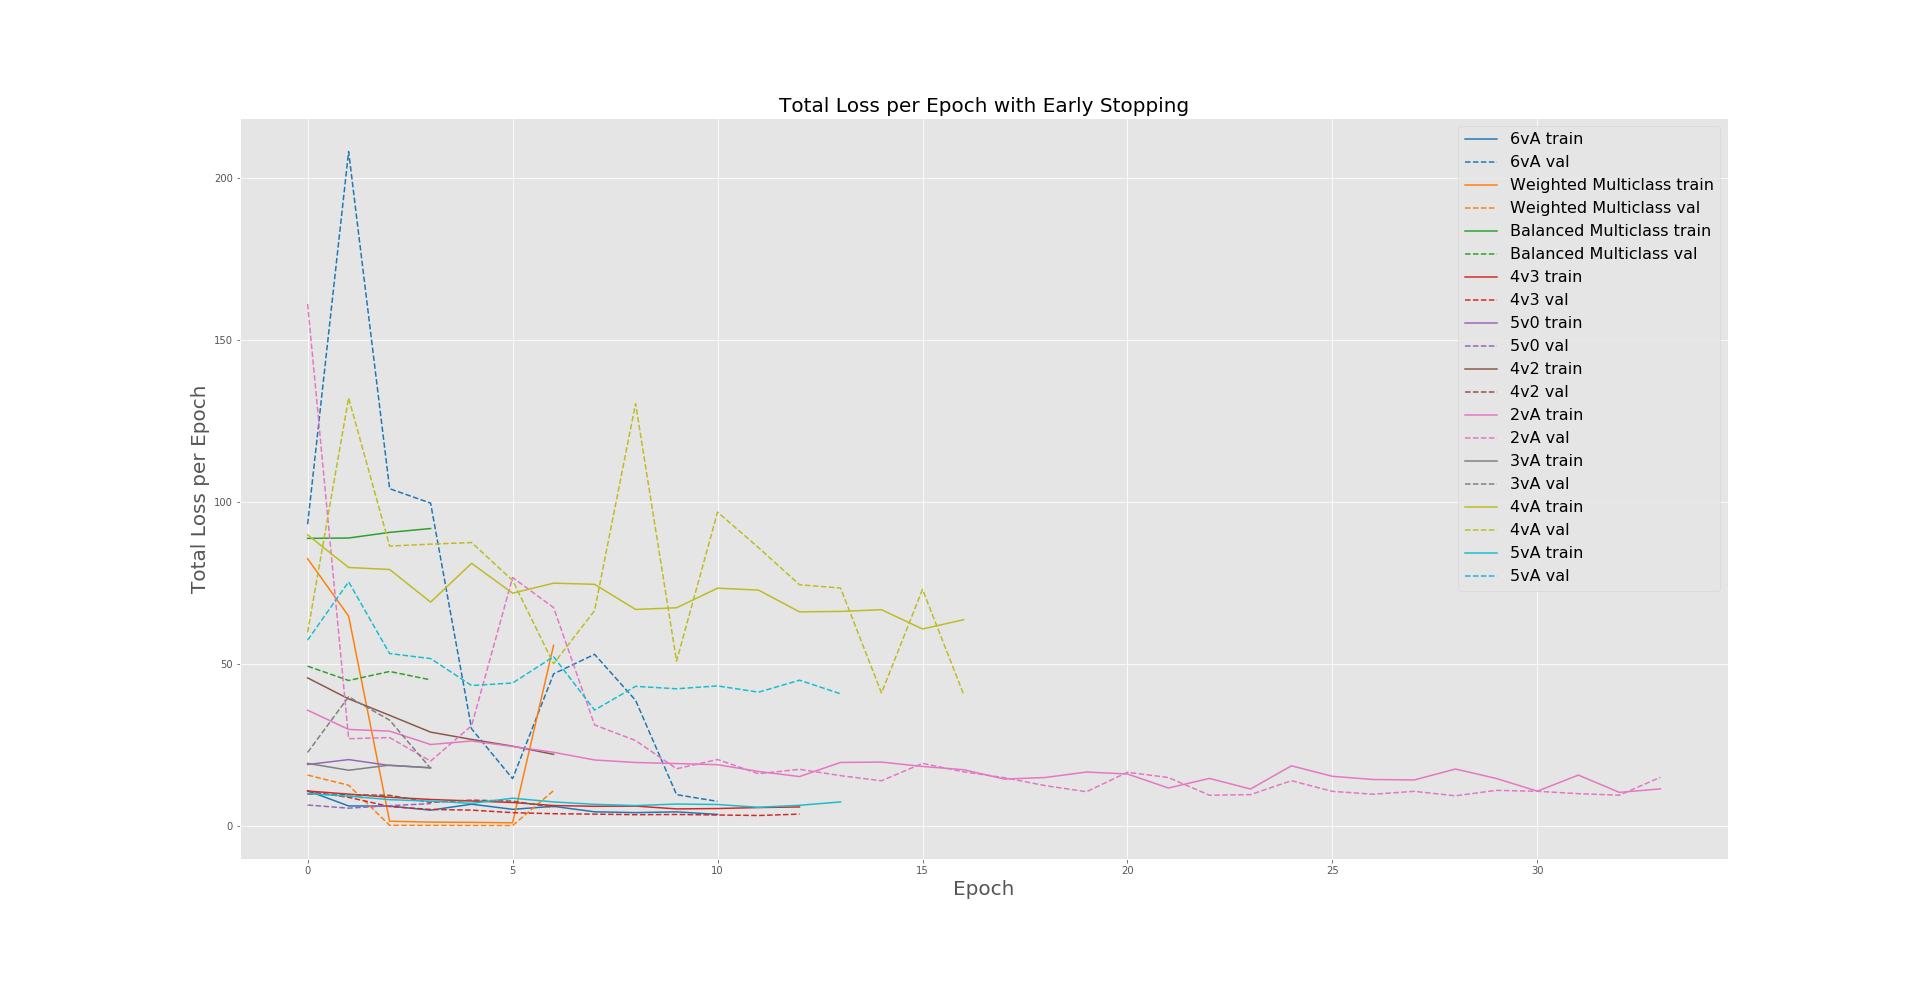 Total Loss per Epoch with Early Stopping
Total Loss per Epoch
200
150
100
50
0
0 5 10 15 20 25 30
Epoch
6vA train
6vA val
Weighted Multiclass train
Weighted Multiclass val
Balanced Multiclass train
Balanced Multiclass val
4v3 train
4v3 val
5v0 train
5v0 val
4v2 train
4v2 val
2vA train
2vA val
3vA train
3vA val
4vA train
4vA val
5vA train
5vA val